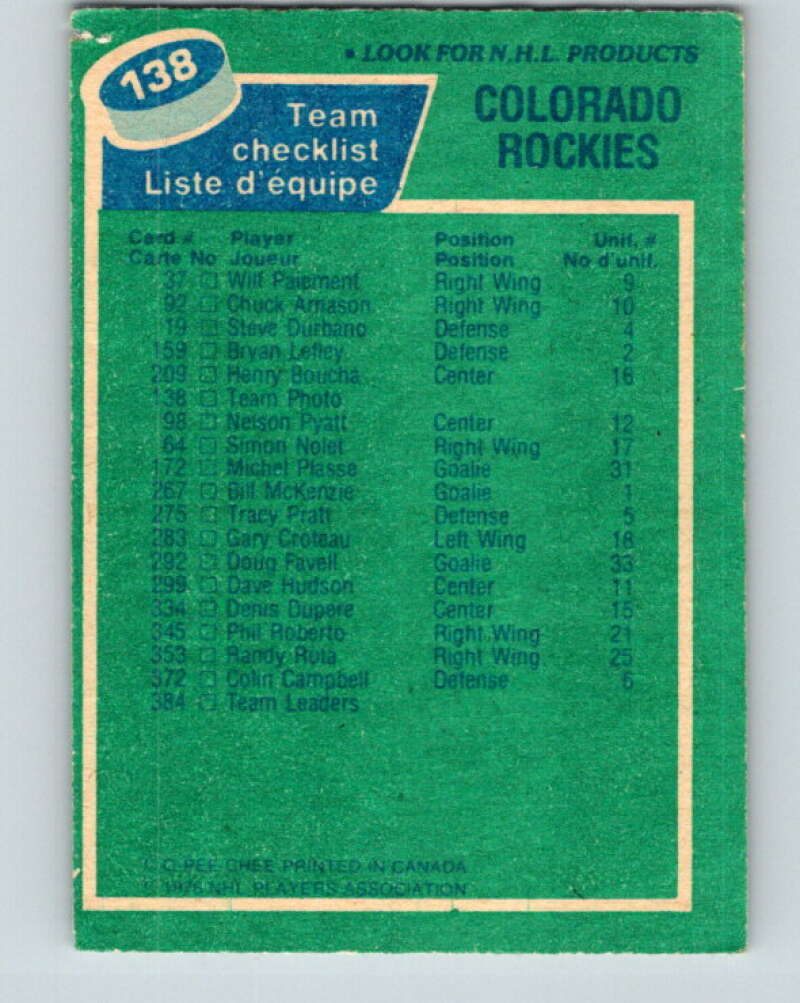 138
• LOOK FOR N.H.L. PRODUCTS
COLORADO
ROCKIES
Team
checklist
Liste d'équipe
Card # Player Position Unif. #
Carte No Joueur Position No d'unif.
37 □ Wilf Paiement Right Wing 9
92 □ Chuck Arnason Right Wing 10
19 □ Steve Durbano Defense 4
159 □ Bryan Lefley Defense 2
209 □ Henry Boucha Center 16
138 □ Team Photo
98 □ Nelson Pyatt Center 12
64 □ Simon Nolet Right Wing 17
172 □ Michel Plasse Goalie 31
267 □ Bill McKenzie Goalie 1
275 □ Tracy Pratt Defense 5
283 □ Gary Croteau Left Wing 18
292 □ Doug Favell Goalie 33
299 □ Dave Hudson Center 11
334 □ Denis Dupere Center 15
345 □ Phil Roberto Right Wing 21
353 □ Randy Rota Right Wing 25
372 □ Colin Campbell Defense 6
384 □ Team Leaders
© O-PEE-CHEE PRINTED IN CANADA
© 1976 NHL PLAYERS ASSOCIATION